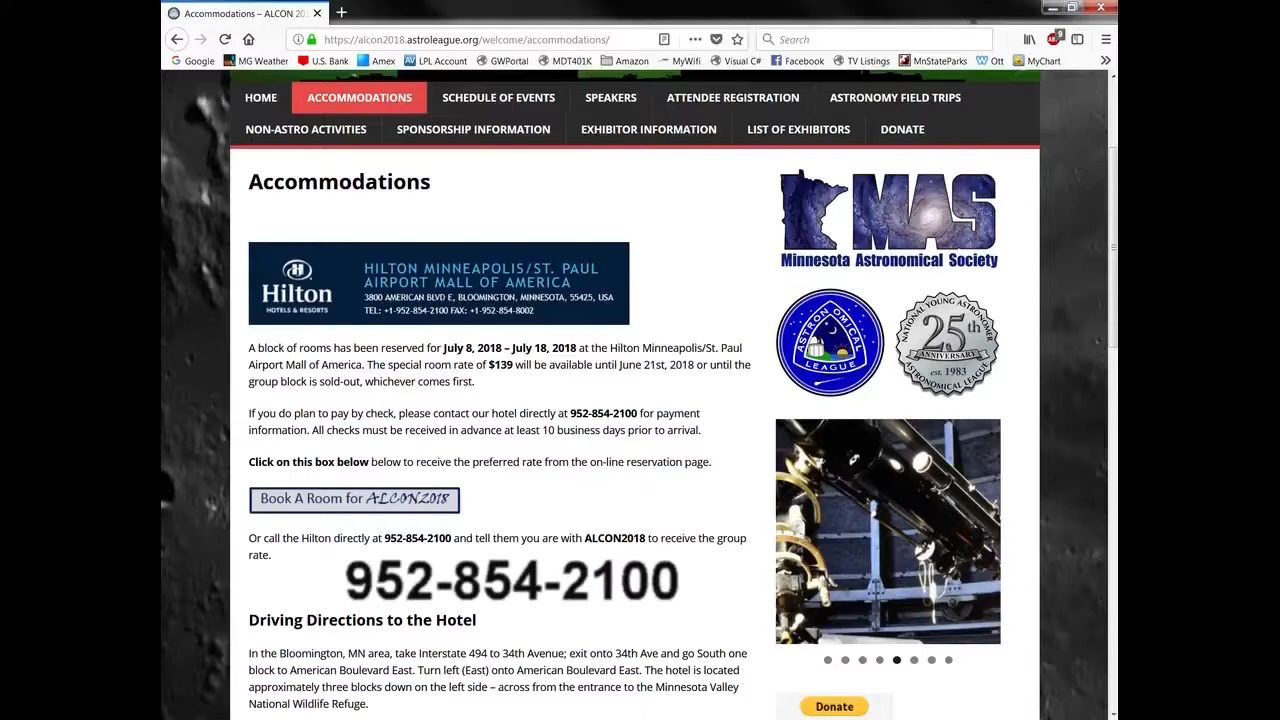 Accommodations – ALCON 20
https://alcon2018.astroleague.org/welcome/accommodations/
Search
9
Google MG Weather U.S. Bank Amex LPL Account GWPortal MDT401K Amazon MyWifi Visual C# Facebook TV Listings MnStateParks Ott MyChart
HOME ACCOMMODATIONS SCHEDULE OF EVENTS SPEAKERS ATTENDEE REGISTRATION ASTRONOMY FIELD TRIPS
NON-ASTRO ACTIVITIES SPONSORSHIP INFORMATION EXHIBITOR INFORMATION LIST OF EXHIBITORS DONATE
Accommodations
Hilton
HOTELS & RESORTS
HILTON MINNEAPOLIS/ST. PAUL
AIRPORT MALL OF AMERICA
3800 AMERICAN BLVD E, BLOOMINGTON, MINNESOTA, 55425, USA
TEL: +1-952-854-2100 FAX: +1-952-854-8002
A block of rooms has been reserved for July 8, 2018 – July 18, 2018 at the Hilton Minneapolis/St. Paul
Airport Mall of America. The special room rate of $139 will be available until June 21st, 2018 or until the
group block is sold-out, whichever comes first.
If you do plan to pay by check, please contact our hotel directly at 952-854-2100 for payment
information. All checks must be received in advance at least 10 business days prior to arrival.
Click on this box below below to receive the preferred rate from the on-line reservation page.
Book A Room for ALCON2018
Or call the Hilton directly at 952-854-2100 and tell them you are with ALCON2018 to receive the group
rate.
952-854-2100
Driving Directions to the Hotel
In the Bloomington, MN area, take Interstate 494 to 34th Avenue; exit onto 34th Ave and go South one
block to American Boulevard East. Turn left (East) onto American Boulevard East. The hotel is located
approximately three blocks down on the left side – across from the entrance to the Minnesota Valley
National Wildlife Refuge.
MAS
Minnesota Astronomical Society
ASTRONOMICAL
LEAGUE
NATIONAL YOUNG ASTRONOMER
25th
ANNIVERSARY
est. 1983
ASTRONOMICAL LEAGUE
Donate